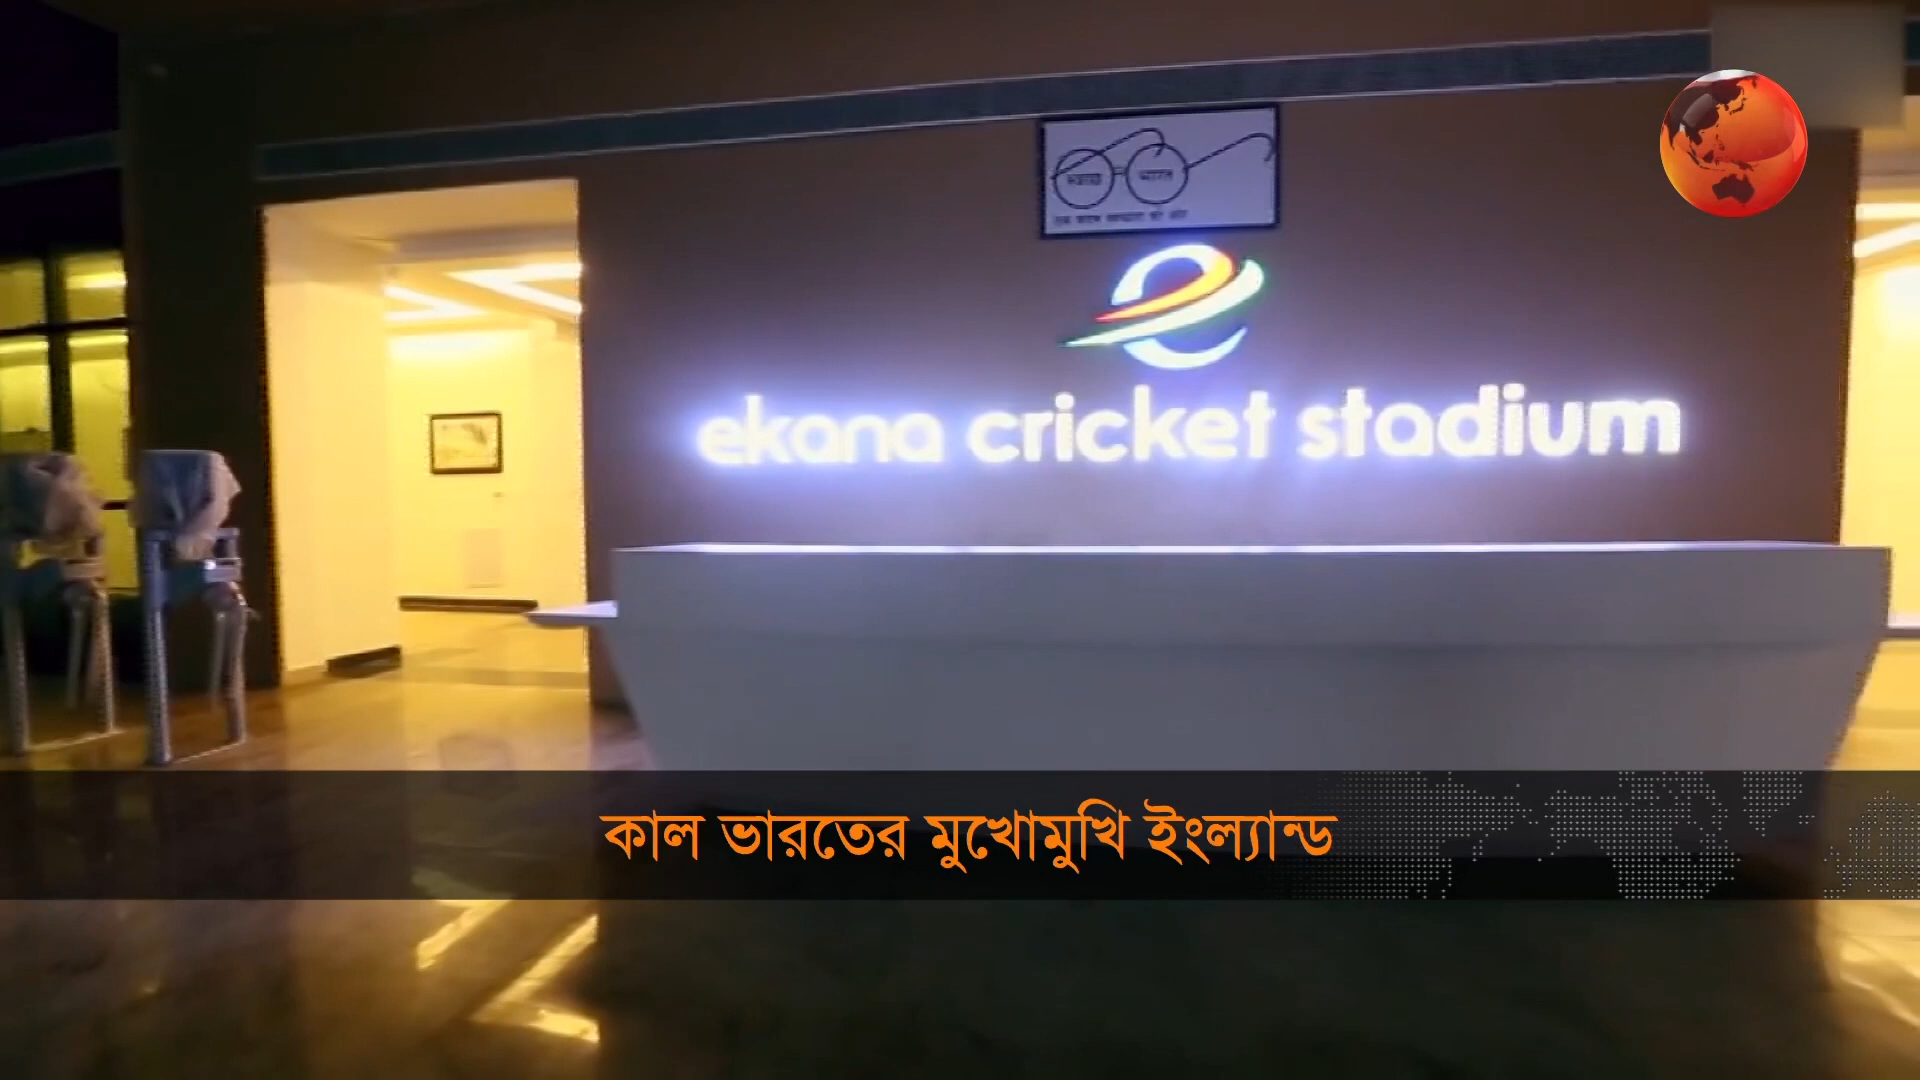 ekana cricket stadium
কাল ভারতের মুখোমুখি ইংল্যান্ড